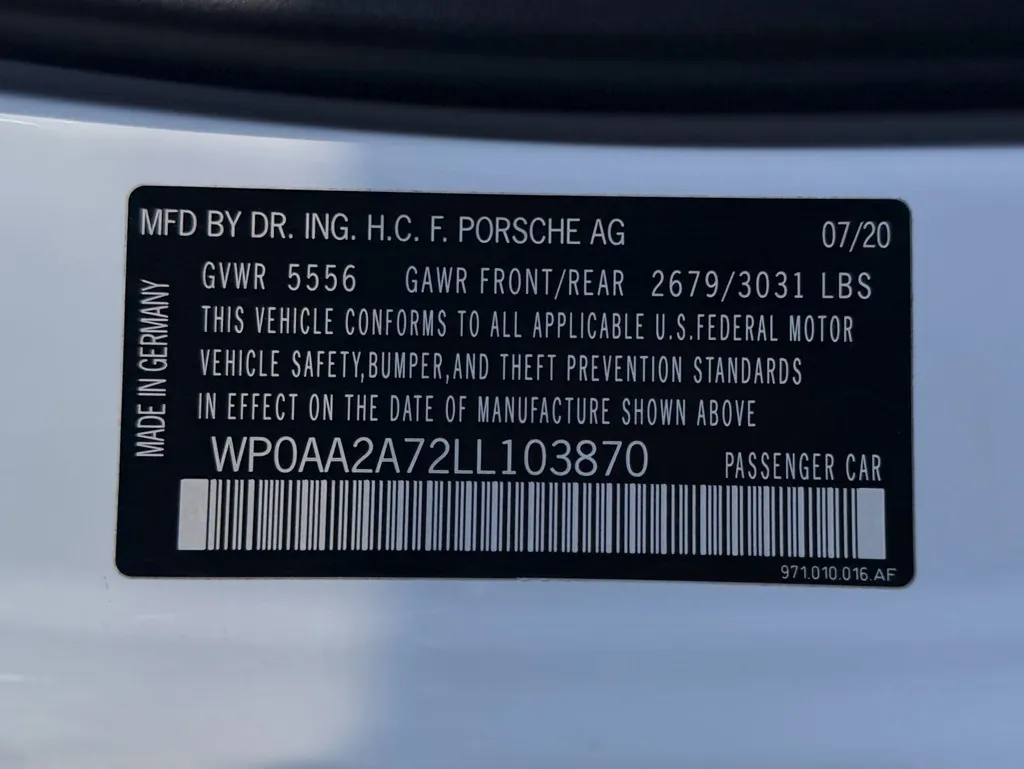 MFD BY DR. ING. H.C. F. PORSCHE AG 07/20
GVWR 5556 GAWR FRONT/REAR 2679/3031 LBS
THIS VEHICLE CONFORMS TO ALL APPLICABLE U.S.FEDERAL MOTOR
VEHICLE SAFETY,BUMPER,AND THEFT PREVENTION STANDARDS
IN EFFECT ON THE DATE OF MANUFACTURE SHOWN ABOVE
WP0AA2A72LL103870 PASSENGER CAR
971.010.016.AF
MADE IN GERMANY